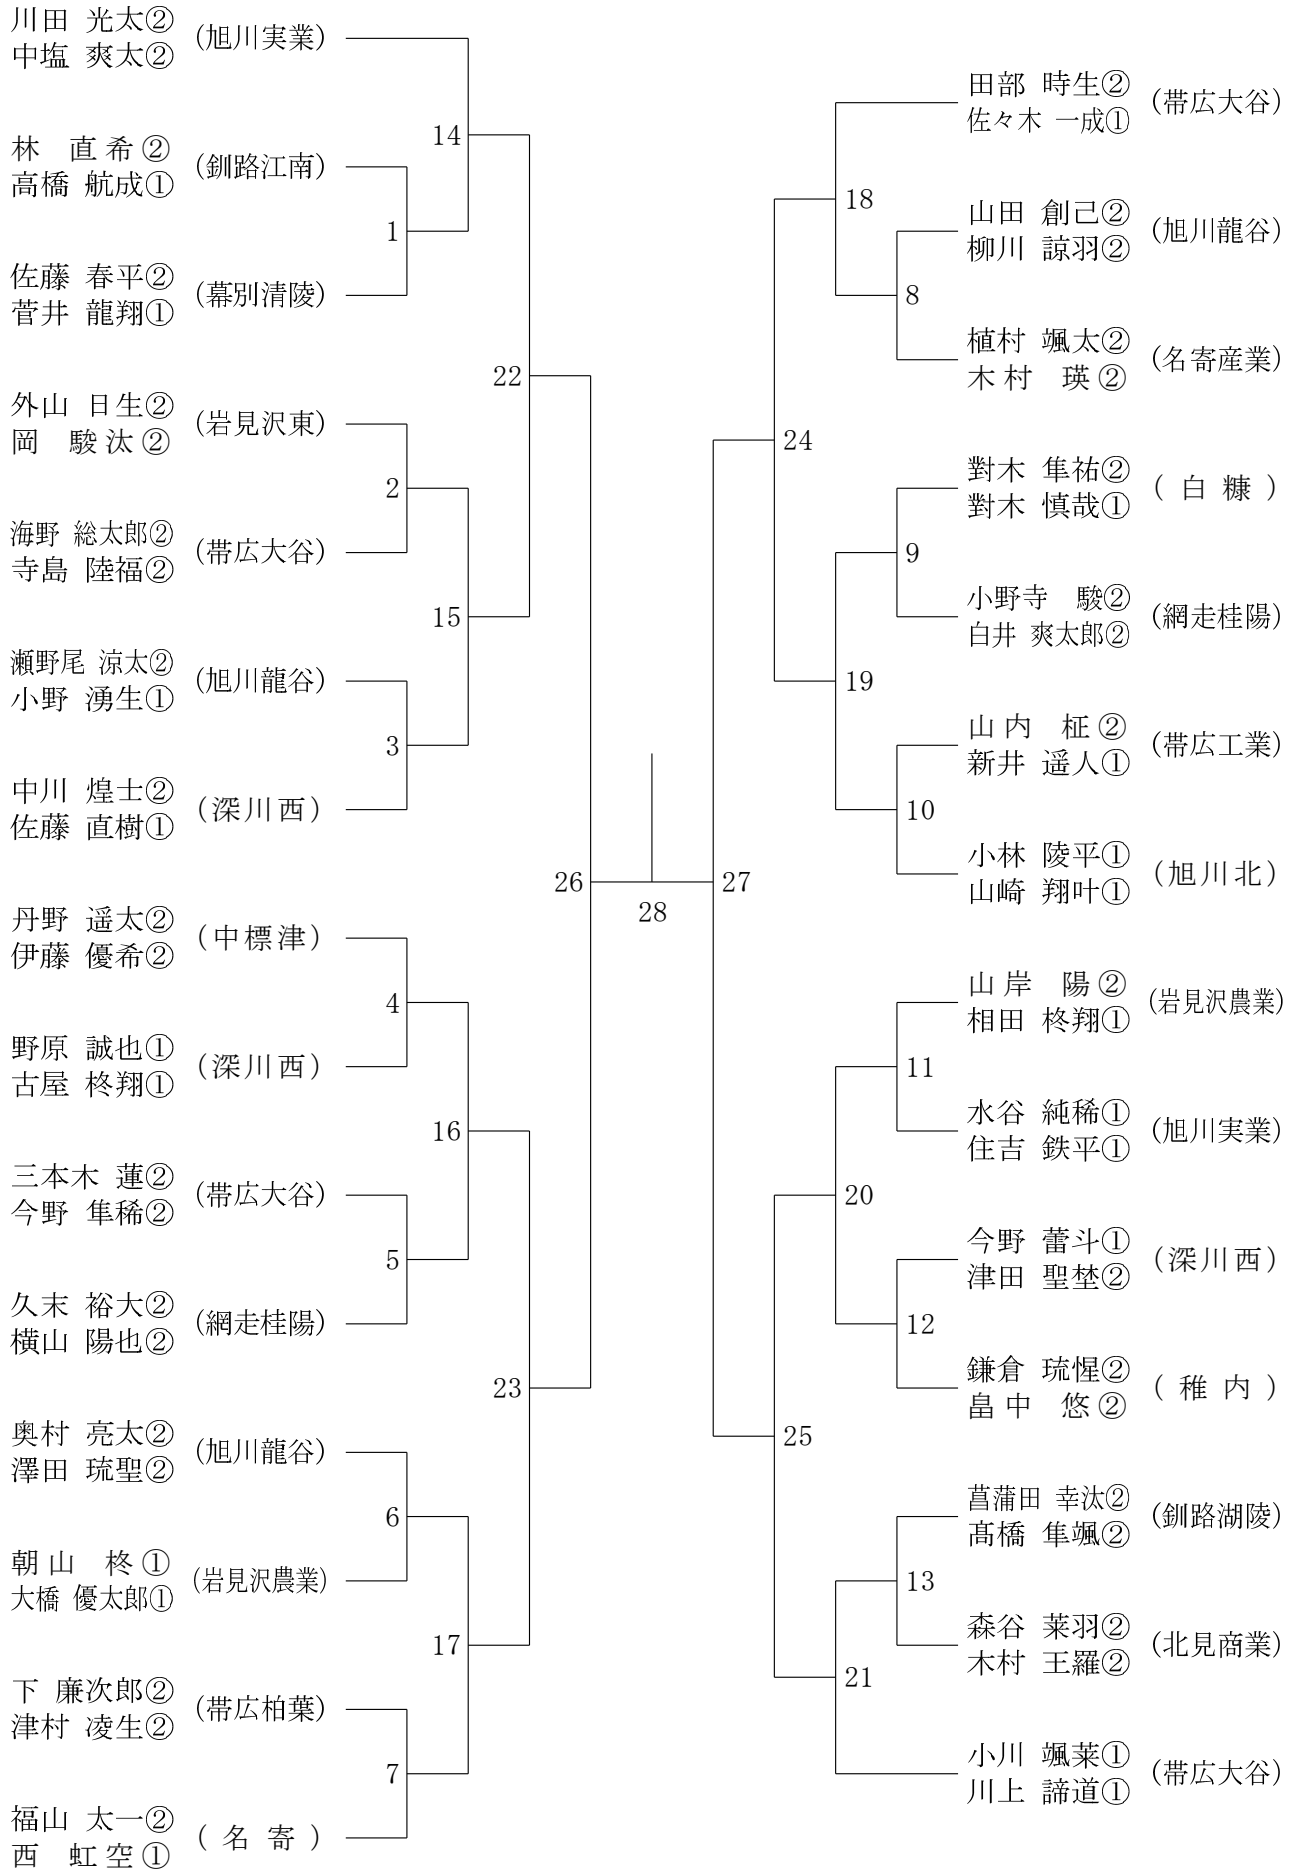 川田 光太②
中塩 爽太②
(旭川実業)
林 直希②
高橋 航成①
(釧路江南)
佐藤 春平②
菅井 龍翔①
(幕別清陵)
外山 日生②
岡 駿汰②
(岩見沢東)
海野 総太郎②
寺島 陸福②
(帯広大谷)
瀬野尾 涼太②
小野 湧生①
(旭川龍谷)
中川 煌士②
佐藤 直樹①
(深川西)
丹野 遥太②
伊藤 優希②
(中標津)
野原 誠也①
古屋 柊翔①
(深川西)
三本木 蓮②
今野 隼稀②
(帯広大谷)
久末 裕大②
横山 陽也②
(網走桂陽)
奥村 亮太②
澤田 琉聖②
(旭川龍谷)
朝山 柊①
大橋 優太郎①
(岩見沢農業)
下 廉次郎②
津村 凌生②
(帯広柏葉)
福山 太一②
西 虹空①
(名寄)
1
2
3
4
5
6
7
14
15
16
17
22
23
26
28
27
24
25
18
19
20
21
8
9
10
11
12
13
田部 時生②
佐々木 一成①
(帯広大谷)
山田 創己②
柳川 諒羽②
(旭川龍谷)
植村 颯太②
木村 瑛②
(名寄産業)
對木 隼祐②
對木 慎哉①
(白糠)
小野寺 駿②
白井 爽太郎②
(網走桂陽)
山内 柾②
新井 遥人①
(帯広工業)
小林 陵平①
山崎 翔叶①
(旭川北)
山岸 陽②
相田 柊翔①
(岩見沢農業)
水谷 純稀①
住吉 鉄平①
(旭川実業)
今野 蕾斗①
津田 聖埜②
(深川西)
鎌倉 琉惺②
畠中 悠②
(稚内)
菖蒲田 幸汰②
髙橋 隼颯②
(釧路湖陵)
森谷 莱羽②
木村 王羅②
(北見商業)
小川 颯莱①
川上 諦道①
(帯広大谷)